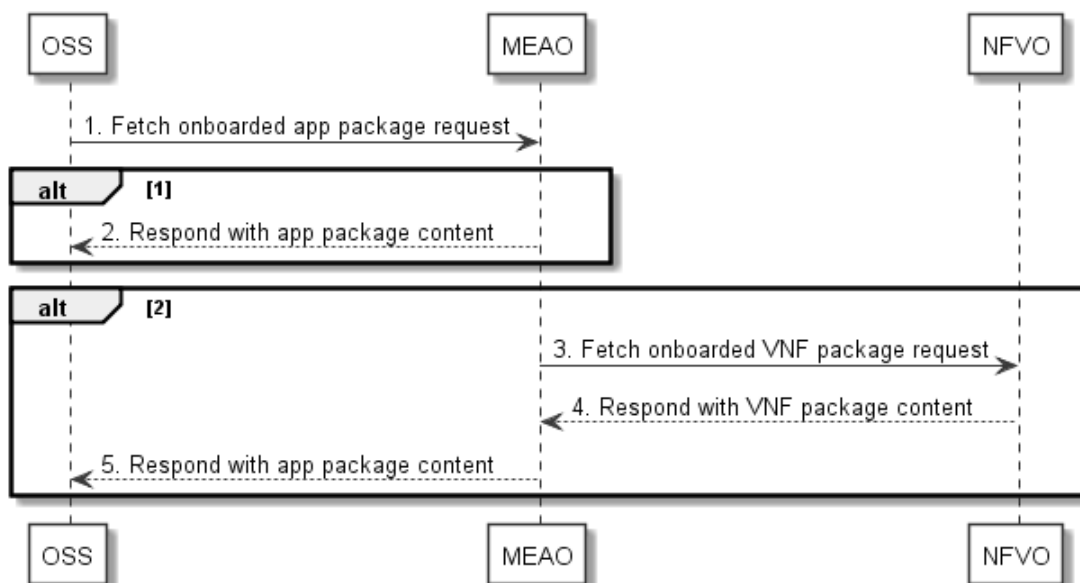 OSS MEAO NFVO
1. Fetch onboarded app package request
alt [1]
2. Respond with app package content
alt [2]
3. Fetch onboarded VNF package request
4. Respond with VNF package content
5. Respond with app package content
OSS MEAO NFVO